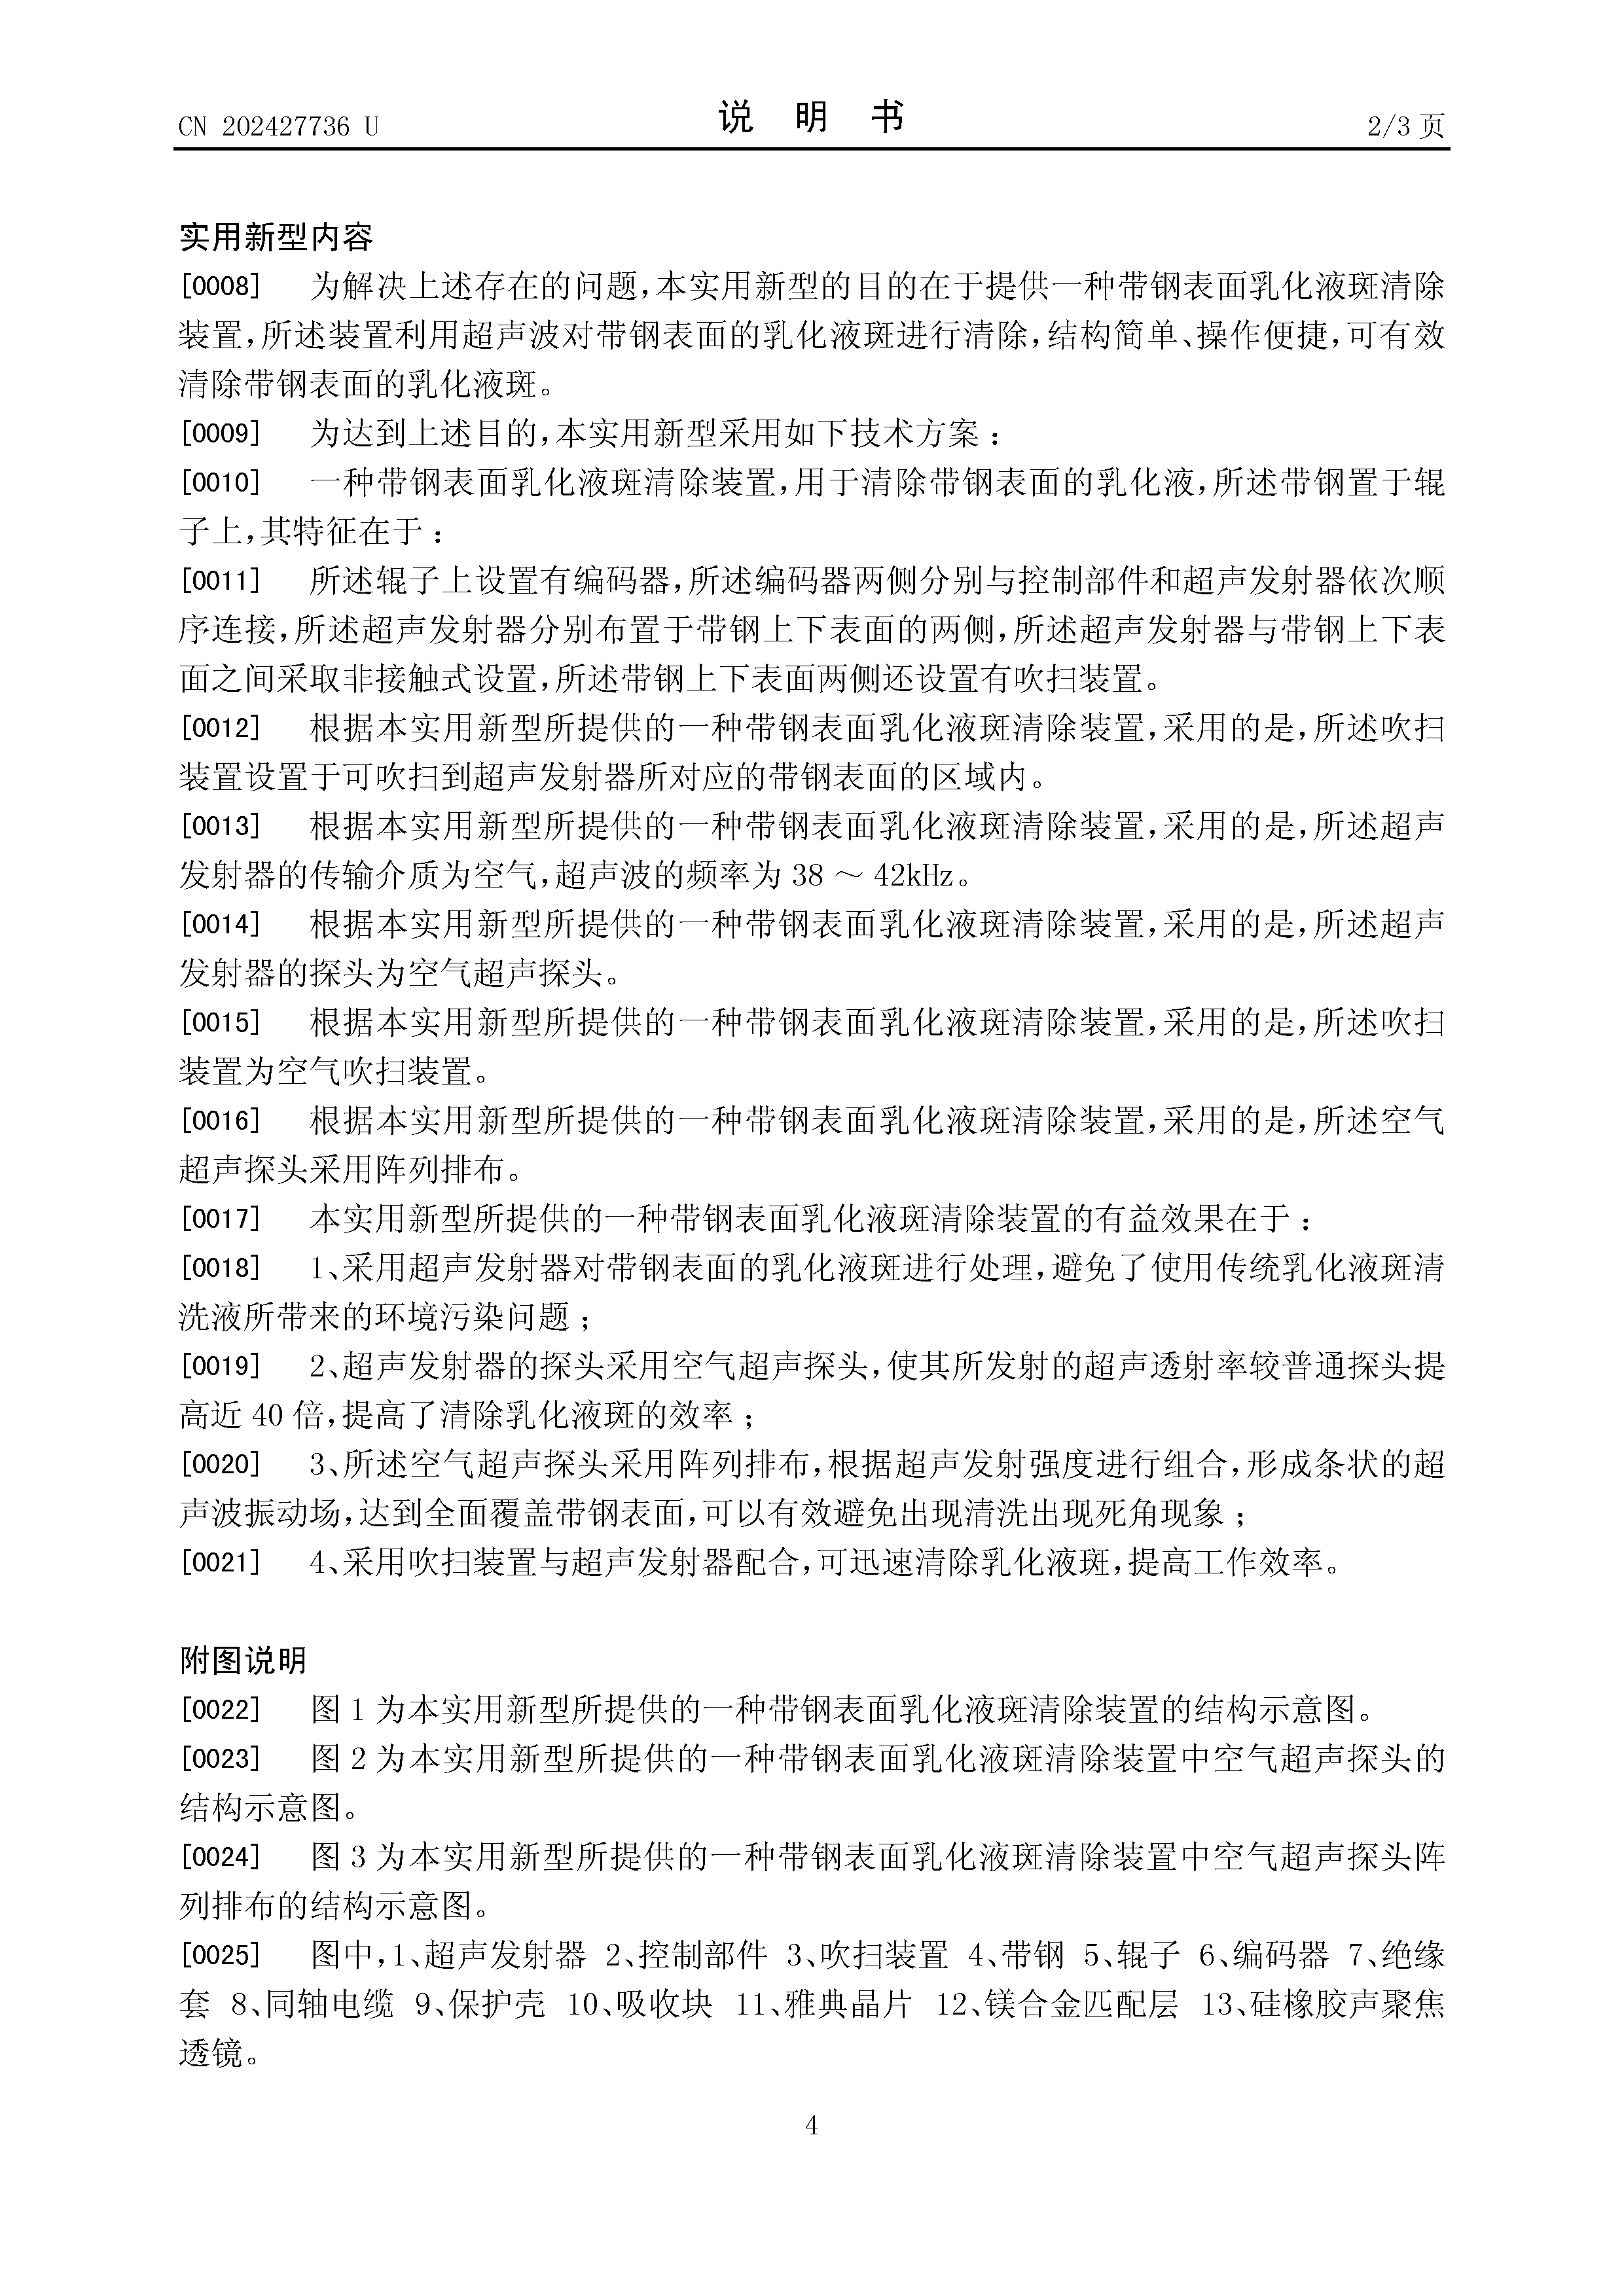 CN 202427736 U
说 明 书
2/3 页
实用新型内容
[0008] 为解决上述存在的问题,本实用新型的目的在于提供一种带钢表面乳化液斑清除
装置,所述装置利用超声波对带钢表面的乳化液斑进行清除,结构简单、操作便捷,可有效
清除带钢表面的乳化液斑。
[0009] 为达到上述目的,本实用新型采用如下技术方案：
[0010] 一种带钢表面乳化液斑清除装置,用于清除带钢表面的乳化液,所述带钢置于辊
子上,其特征在于：
[0011] 所述辊子上设置有编码器,所述编码器两侧分别与控制部件和超声发射器依次顺
序连接,所述超声发射器分别布置于带钢上下表面的两侧,所述超声发射器与带钢上下表
面之间采取非接触式设置,所述带钢上下表面两侧还设置有吹扫装置。
[0012] 根据本实用新型所提供的一种带钢表面乳化液斑清除装置,采用的是,所述吹扫
装置设置于可吹扫到超声发射器所对应的带钢表面的区域内。
[0013] 根据本实用新型所提供的一种带钢表面乳化液斑清除装置,采用的是,所述超声
发射器的传输介质为空气,超声波的频率为 38 ～ 42kHz。
[0014] 根据本实用新型所提供的一种带钢表面乳化液斑清除装置,采用的是,所述超声
发射器的探头为空气超声探头。
[0015] 根据本实用新型所提供的一种带钢表面乳化液斑清除装置,采用的是,所述吹扫
装置为空气吹扫装置。
[0016] 根据本实用新型所提供的一种带钢表面乳化液斑清除装置,采用的是,所述空气
超声探头采用阵列排布。
[0017] 本实用新型所提供的一种带钢表面乳化液斑清除装置的有益效果在于：
[0018] 1、采用超声发射器对带钢表面的乳化液斑进行处理,避免了使用传统乳化液斑清
洗液所带来的环境污染问题；
[0019] 2、超声发射器的探头采用空气超声探头,使其所发射的超声透射率较普通探头提
高近 40 倍,提高了清除乳化液斑的效率；
[0020] 3、所述空气超声探头采用阵列排布,根据超声发射强度进行组合,形成条状的超
声波振动场,达到全面覆盖带钢表面,可以有效避免出现清洗出现死角现象；
[0021] 4、采用吹扫装置与超声发射器配合,可迅速清除乳化液斑,提高工作效率。
附图说明
[0022] 图 1 为本实用新型所提供的一种带钢表面乳化液斑清除装置的结构示意图。
[0023] 图 2 为本实用新型所提供的一种带钢表面乳化液斑清除装置中空气超声探头的
结构示意图。
[0024] 图 3 为本实用新型所提供的一种带钢表面乳化液斑清除装置中空气超声探头阵
列排布的结构示意图。
[0025] 图中,1、超声发射器 2、控制部件 3、吹扫装置 4、带钢 5、辊子 6、编码器 7、绝缘
套 8、同轴电缆 9、保护壳 10、吸收块 11、雅典晶片 12、镁合金匹配层 13、硅橡胶声聚焦
透镜。
4